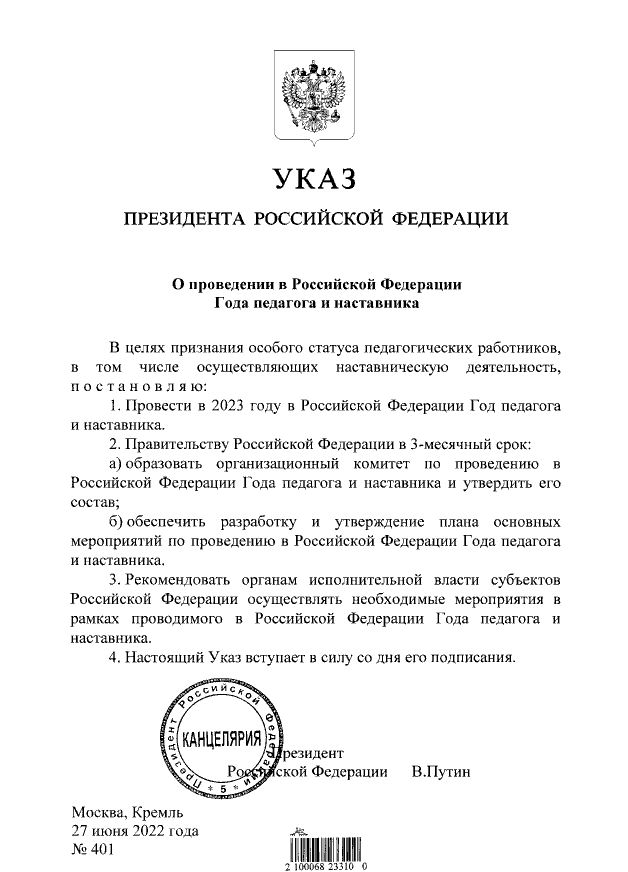 УКАЗ
ПРЕЗИДЕНТА РОССИЙСКОЙ ФЕДЕРАЦИИ
О проведении в Российской Федерации
Года педагога и наставника
В целях признания особого статуса педагогических работников,
в том числе осуществляющих наставническую деятельность,
п о с т а н о в л я ю:
1. Провести в 2023 году в Российской Федерации Год педагога
и наставника.
2. Правительству Российской Федерации в 3-месячный срок:
а) образовать организационный комитет по проведению в
Российской Федерации Года педагога и наставника и утвердить его
состав;
б) обеспечить разработку и утверждение плана основных
мероприятий по проведению в Российской Федерации Года педагога
и наставника.
3. Рекомендовать органам исполнительной власти субъектов
Российской Федерации осуществлять необходимые мероприятия в
рамках проводимого в Российской Федерации Года педагога и
наставника.
4. Настоящий Указ вступает в силу со дня его подписания.
Президент Российской Федерации
* 5 *
КАНЦЕЛЯРИЯ
Президент
Российской Федерации В.Путин
Москва, Кремль
27 июня 2022 года
№ 401
2 100068 23310 0